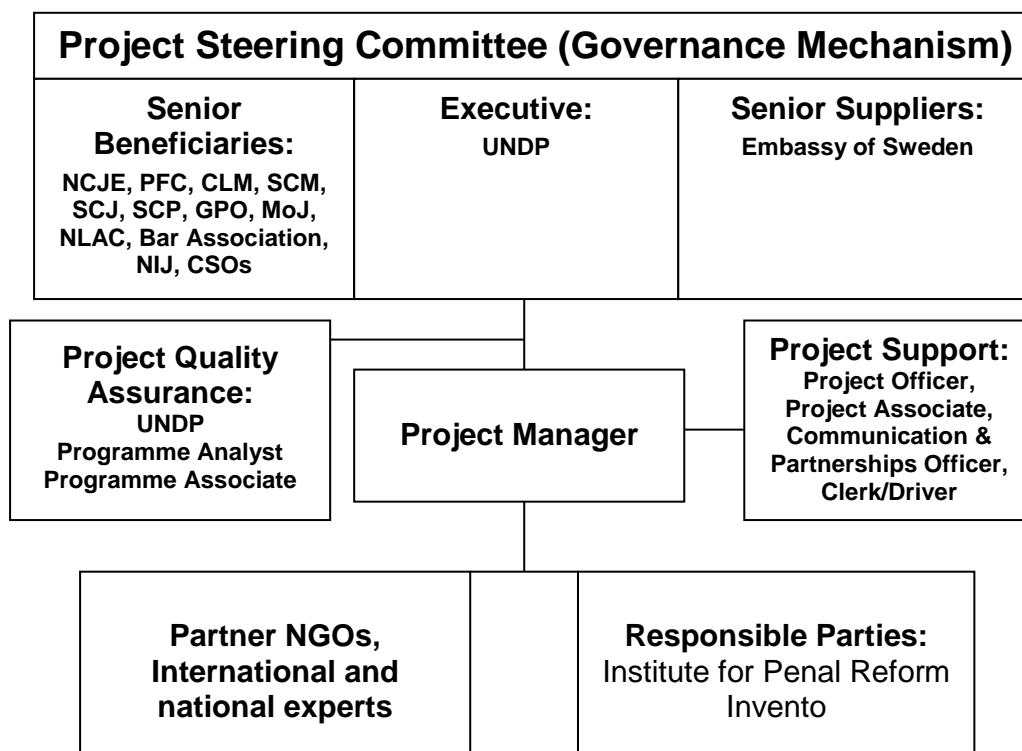 Project Steering Committee (Governance Mechanism)
Senior
Beneficiaries:
NCJE, PFC, CLM, SCM,
SCJ, SCP, GPO, MoJ,
NLAC, Bar Association,
NIJ, CSOs
Executive:
UNDP
Senior Suppliers:
Embassy of Sweden
Project Quality
Assurance:
UNDP
Programme Analyst
Programme Associate
Project Manager
Project Support:
Project Officer,
Project Associate,
Communication &
Partnerships Officer,
Clerk/Driver
Partner NGOs,
International and
national experts
Responsible Parties:
Institute for Penal Reform
Invento